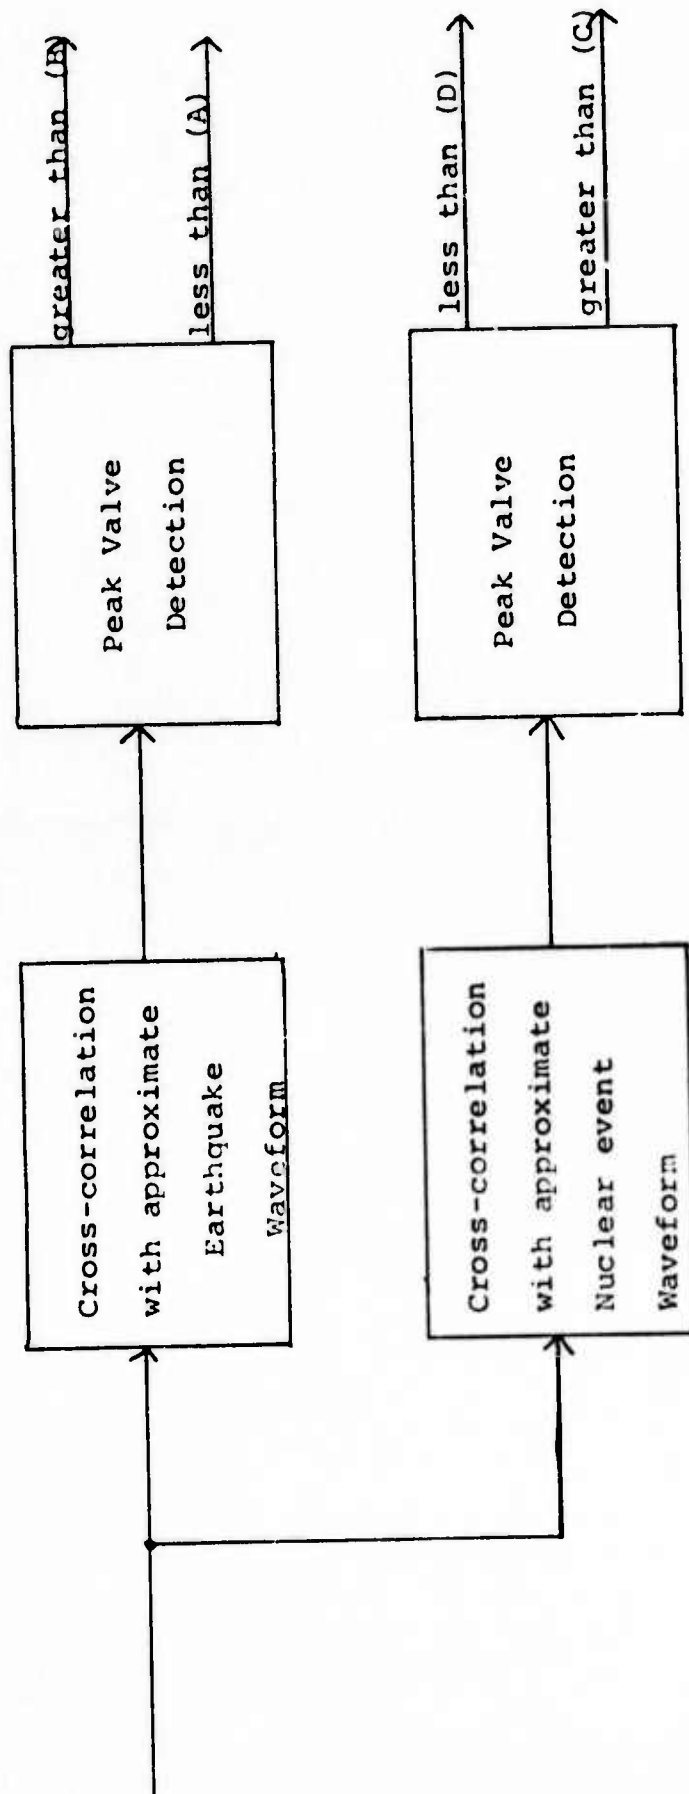 Cross-correlation
with approximate
Earthquake
Waveform
Peak Valve
Detection
greater than (B)
less than (A)
Cross-correlation
with approximate
Nuclear event
Waveform
Peak Valve
Detection
less than (D)
greater than (C)